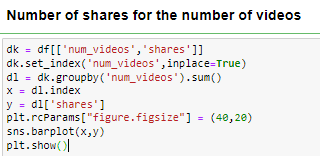 Number of shares for the number of videos
dk = df[['num_videos','shares']]
dk.set_index('num_videos',inplace=True)
dl = dk.groupby('num_videos').sum()
x = dl.index
y = dl['shares']
plt.rcParams["figure.figsize"] = (40,20)
sns.barplot(x,y)
plt.show()